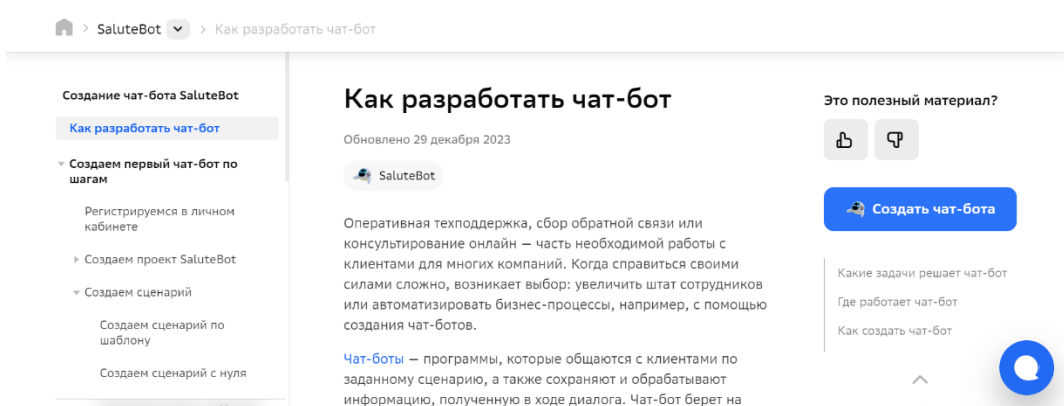 SaluteBot > Как разработать чат-бот
Создание чат-бота SaluteBot
Как разработать чат-бот
Создаем первый чат-бот по
шагам
Регистрируемся в личном
кабинете
Создаем проект SaluteBot
Создаем сценарий
Создаем сценарий по
шаблону
Создаем сценарий с нуля
Как разработать чат-бот
Обновлено 29 декабря 2023
SaluteBot
Оперативная техподдержка, сбор обратной связи или
консультирование онлайн — часть необходимой работы с
клиентами для многих компаний. Когда справиться своими
силами сложно, возникает выбор: увеличить штат сотрудников
или автоматизировать бизнес-процессы, например, с помощью
создания чат-ботов.
Чат-боты — программы, которые общаются с клиентами по
заданному сценарию, а также сохраняют и обрабатывают
информацию, полученную в ходе диалога. Чат-бот берет на
Это полезный материал?
Создать чат-бота
Какие задачи решает чат-бот
Где работает чат-бот
Как создать чат-бот